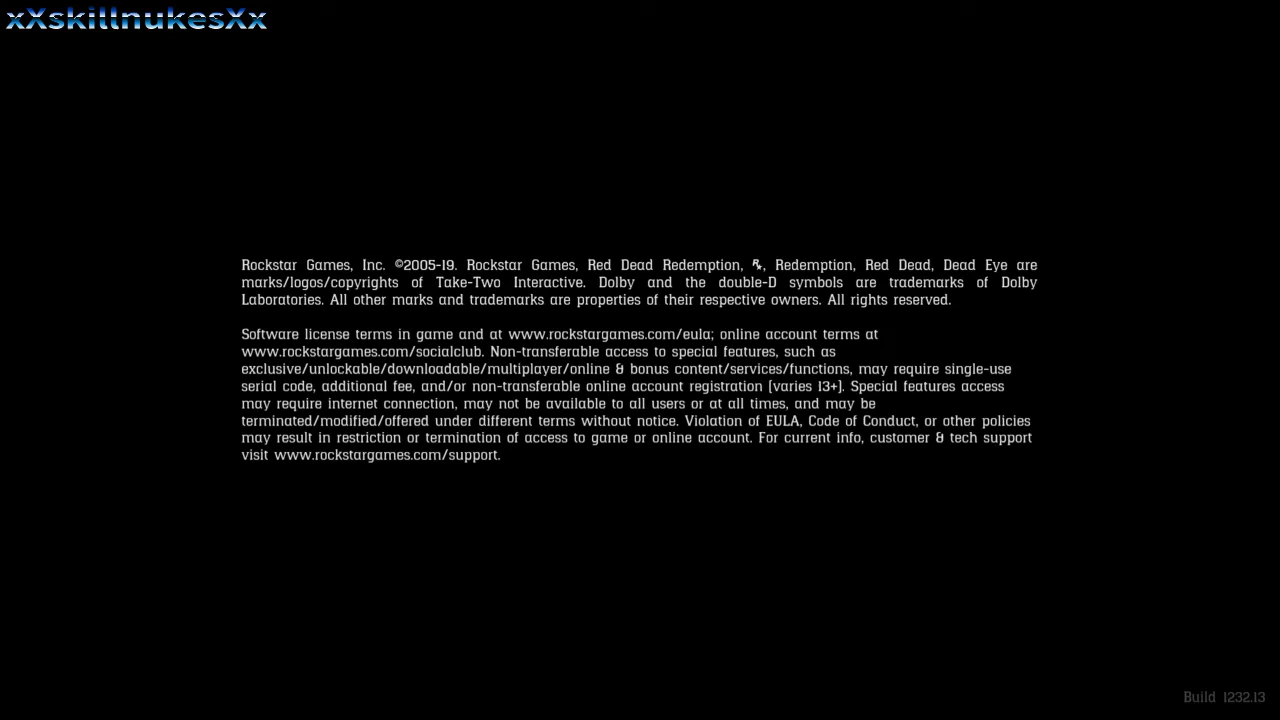 xXskillnukesXx
Rockstar Games, Inc. ©2005-19. Rockstar Games, Red Dead Redemption, R*, Redemption, Red Dead, Dead Eye are
marks/logos/copyrights of Take-Two Interactive. Dolby and the double-D symbols are trademarks of Dolby
Laboratories. All other marks and trademarks are properties of their respective owners. All rights reserved.
Software license terms in game and at www.rockstargames.com/eula; online account terms at
www.rockstargames.com/socialclub. Non-transferable access to special features, such as
exclusive/unlockable/downloadable/multiplayer/online & bonus content/services/functions, may require single-use
serial code, additional fee, and/or non-transferable online account registration [varies 13+]. Special features access
may require internet connection, may not be available to all users or at all times, and may be
terminated/modified/offered under different terms without notice. Violation of EULA, Code of Conduct, or other policies
may result in restriction or termination of access to game or online account. For current info, customer & tech support
visit www.rockstargames.com/support.
Build 1232.13